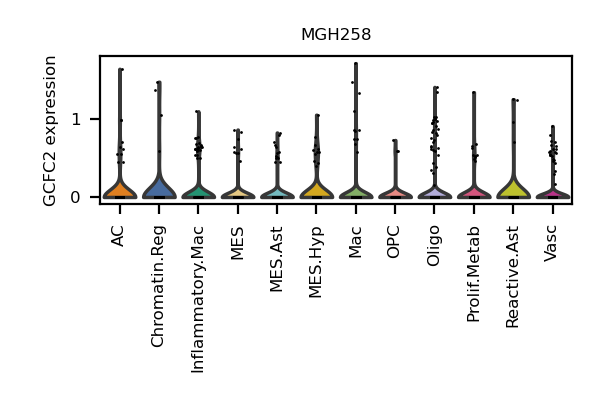 MGH258
GCFC2 expression
1
0
AC
Chromatin.Reg
Inflammatory.Mac
MES
MES.Ast
MES.Hyp
Mac
OPC
Oligo
Prolif.Metab
Reactive.Ast
Vasc